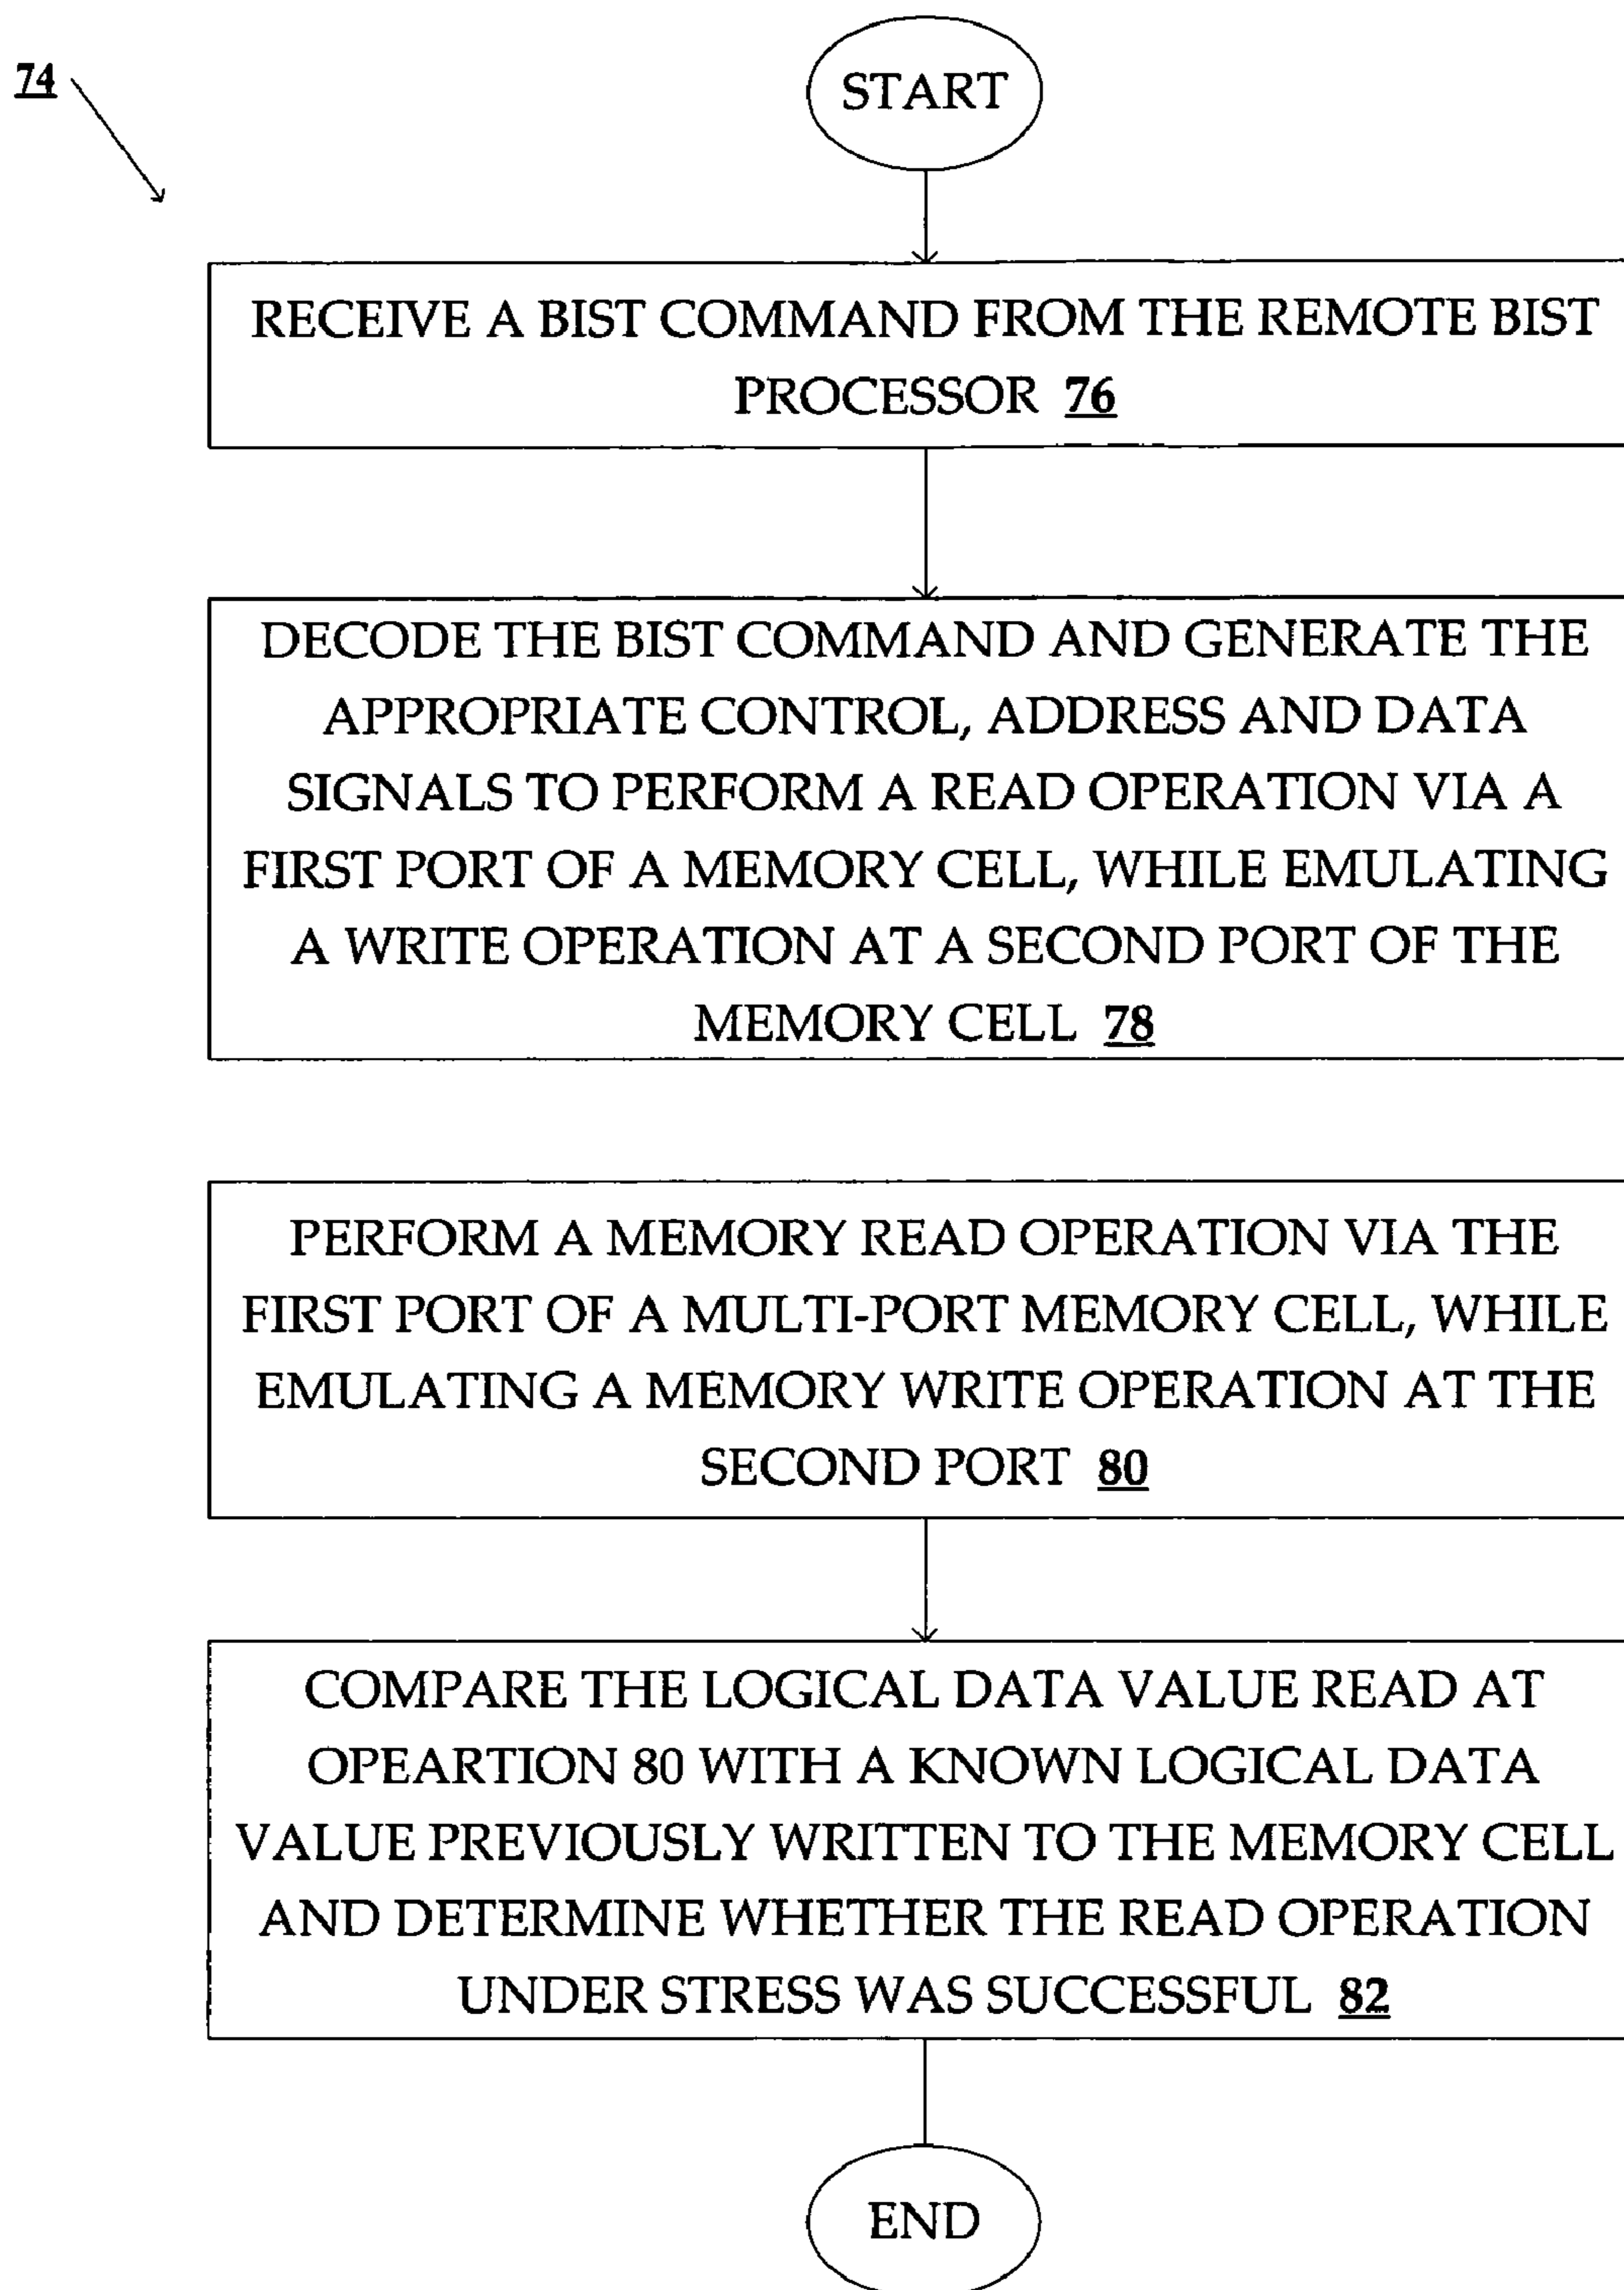 74
START
RECEIVE A BIST COMMAND FROM THE REMOTE BIST
PROCESSOR 76
DECODE THE BIST COMMAND AND GENERATE THE
APPROPRIATE CONTROL, ADDRESS AND DATA
SIGNALS TO PERFORM A READ OPERATION VIA A
FIRST PORT OF A MEMORY CELL, WHILE EMULATING
A WRITE OPERATION AT A SECOND PORT OF THE
MEMORY CELL 78
PERFORM A MEMORY READ OPERATION VIA THE
FIRST PORT OF A MULTI-PORT MEMORY CELL, WHILE
EMULATING A MEMORY WRITE OPERATION AT THE
SECOND PORT 80
COMPARE THE LOGICAL DATA VALUE READ AT
OPEARTION 80 WITH A KNOWN LOGICAL DATA
VALUE PREVIOUSLY WRITTEN TO THE MEMORY CELL
AND DETERMINE WHETHER THE READ OPERATION
UNDER STRESS WAS SUCCESSFUL 82
END